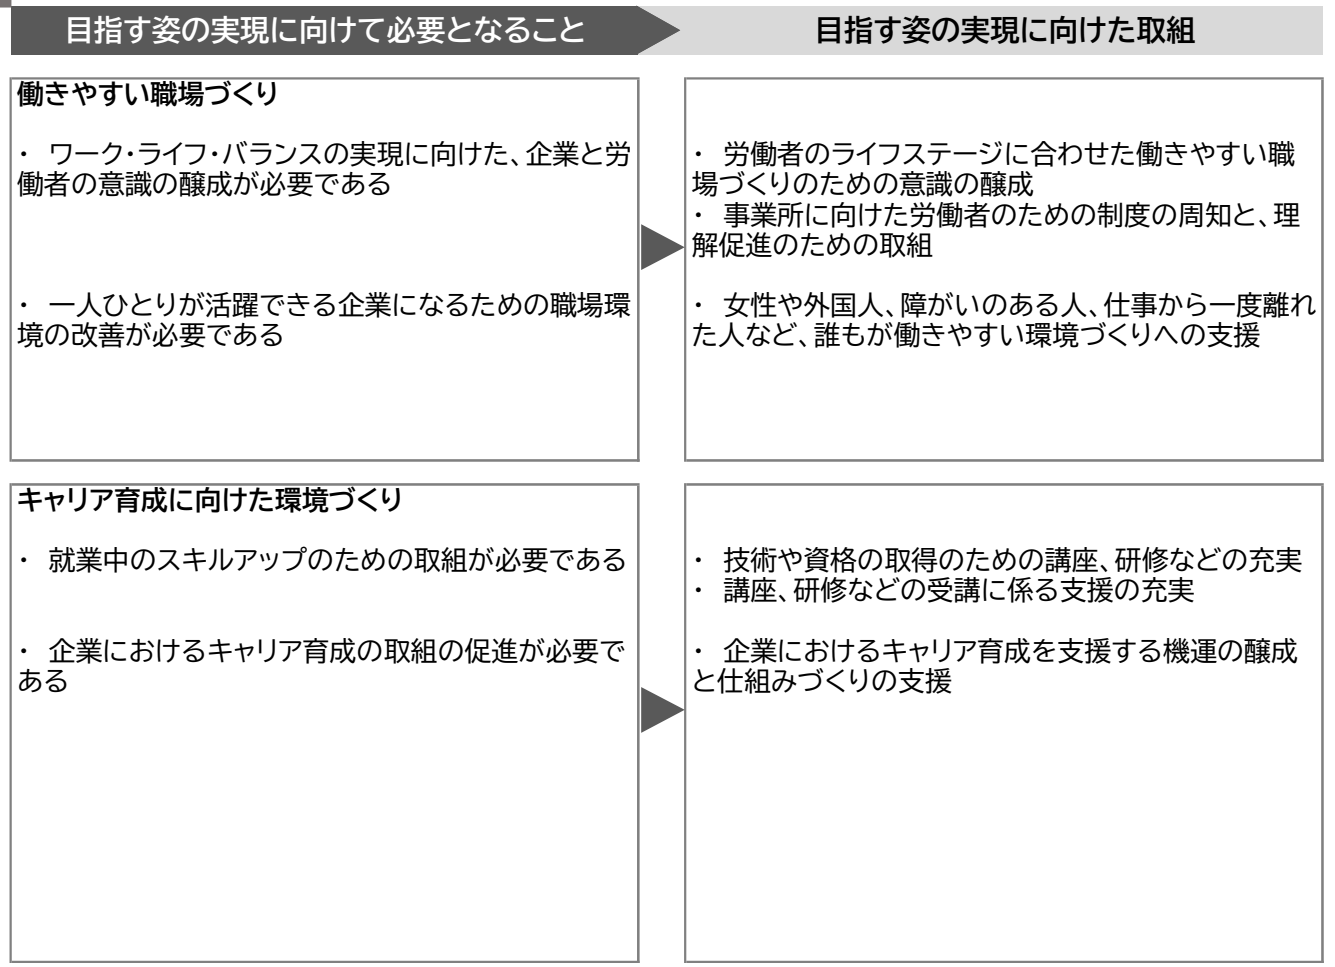 目指す姿の実現に向けて必要となること
目指す姿の実現に向けた取組
働きやすい職場づくり
・ ワーク・ライフ・バランスの実現に向けた、企業と労
働者の意識の醸成が必要である
・ 一人ひとりが活躍できる企業になるための職場環
境の改善が必要である
・ 労働者のライフステージに合わせた働きやすい職
場づくりのための意識の醸成
・ 事業所に向けた労働者のための制度の周知と、理
解促進のための取組
・ 女性や外国人、障がいのある人、仕事から一度離れ
た人など、誰もが働きやすい環境づくりへの支援
キャリア育成に向けた環境づくり
・ 就業中のスキルアップのための取組が必要である
・ 企業におけるキャリア育成の取組の促進が必要で
ある
・ 技術や資格の取得のための講座、研修などの充実
・ 講座、研修などの受講に係る支援の充実
・ 企業におけるキャリア育成を支援する機運の醸成
と仕組みづくりの支援